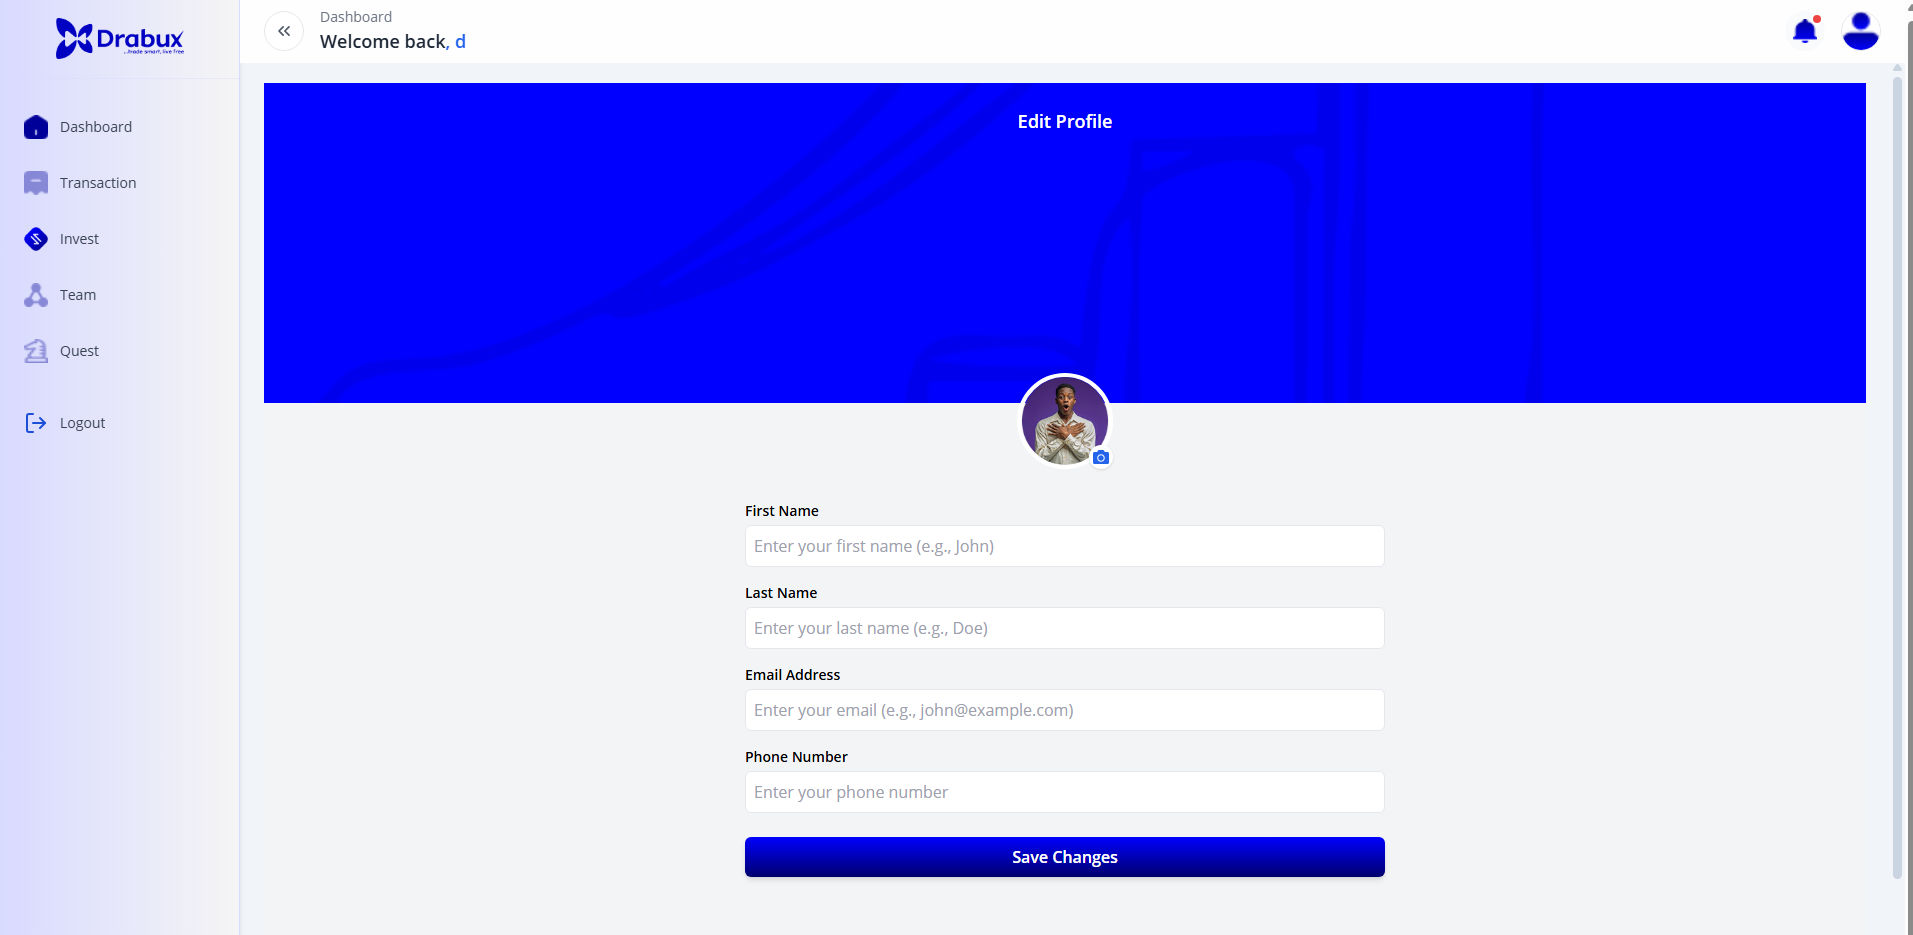 Drabux
...trade smart, live free
Dashboard
Welcome back, d
Dashboard
Transaction
Invest
Team
Quest
Logout
Edit Profile
First Name
Enter your first name (e.g., John)
Last Name
Enter your last name (e.g., Doe)
Email Address
Enter your email (e.g., john@example.com)
Phone Number
Enter your phone number
Save Changes